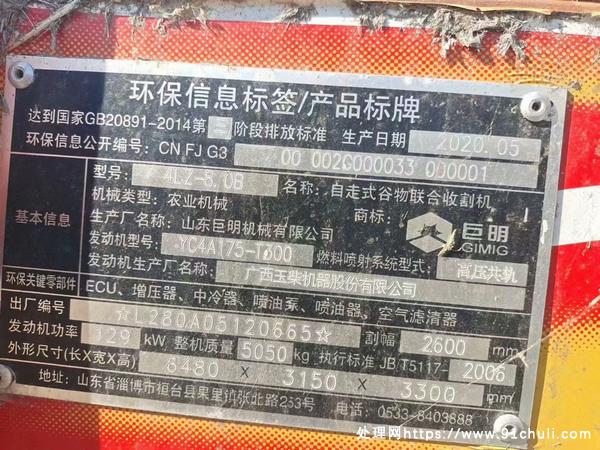 环保信息标签/产品标牌
达到国家GB20891-2014第三阶段排放标准 生产日期 2020.05
环保信息公开编号: CN FJ G3 00 002G000033 000001
型号: 4LZ-8.0B 名称: 自走式谷物联合收割机
机械类型: 农业机械 商标: 巨明 GIMIG
基本信息 生产厂名称: 山东巨明机械有限公司
发动机型号: YC4A175-T300 燃料喷射系统型式: 高压共轨
发动机生产厂名称: 广西玉柴机器股份有限公司
环保关键零部件 ECU、增压器、中冷器、喷油泵、喷油器、空气滤清器
出厂编号 ☆L280A05120665☆ 割幅 2600 mm
发动机功率 129 kW 整机质量 5050 kg 执行标准 JB/T5117-2006
外形尺寸(长X宽X高) 6480 × 3150 × 3300 mm
地址: 山东省淄博市桓台县果里镇张北路253号 电话: 0533-8403888
处理网https://www.91chuli.com/